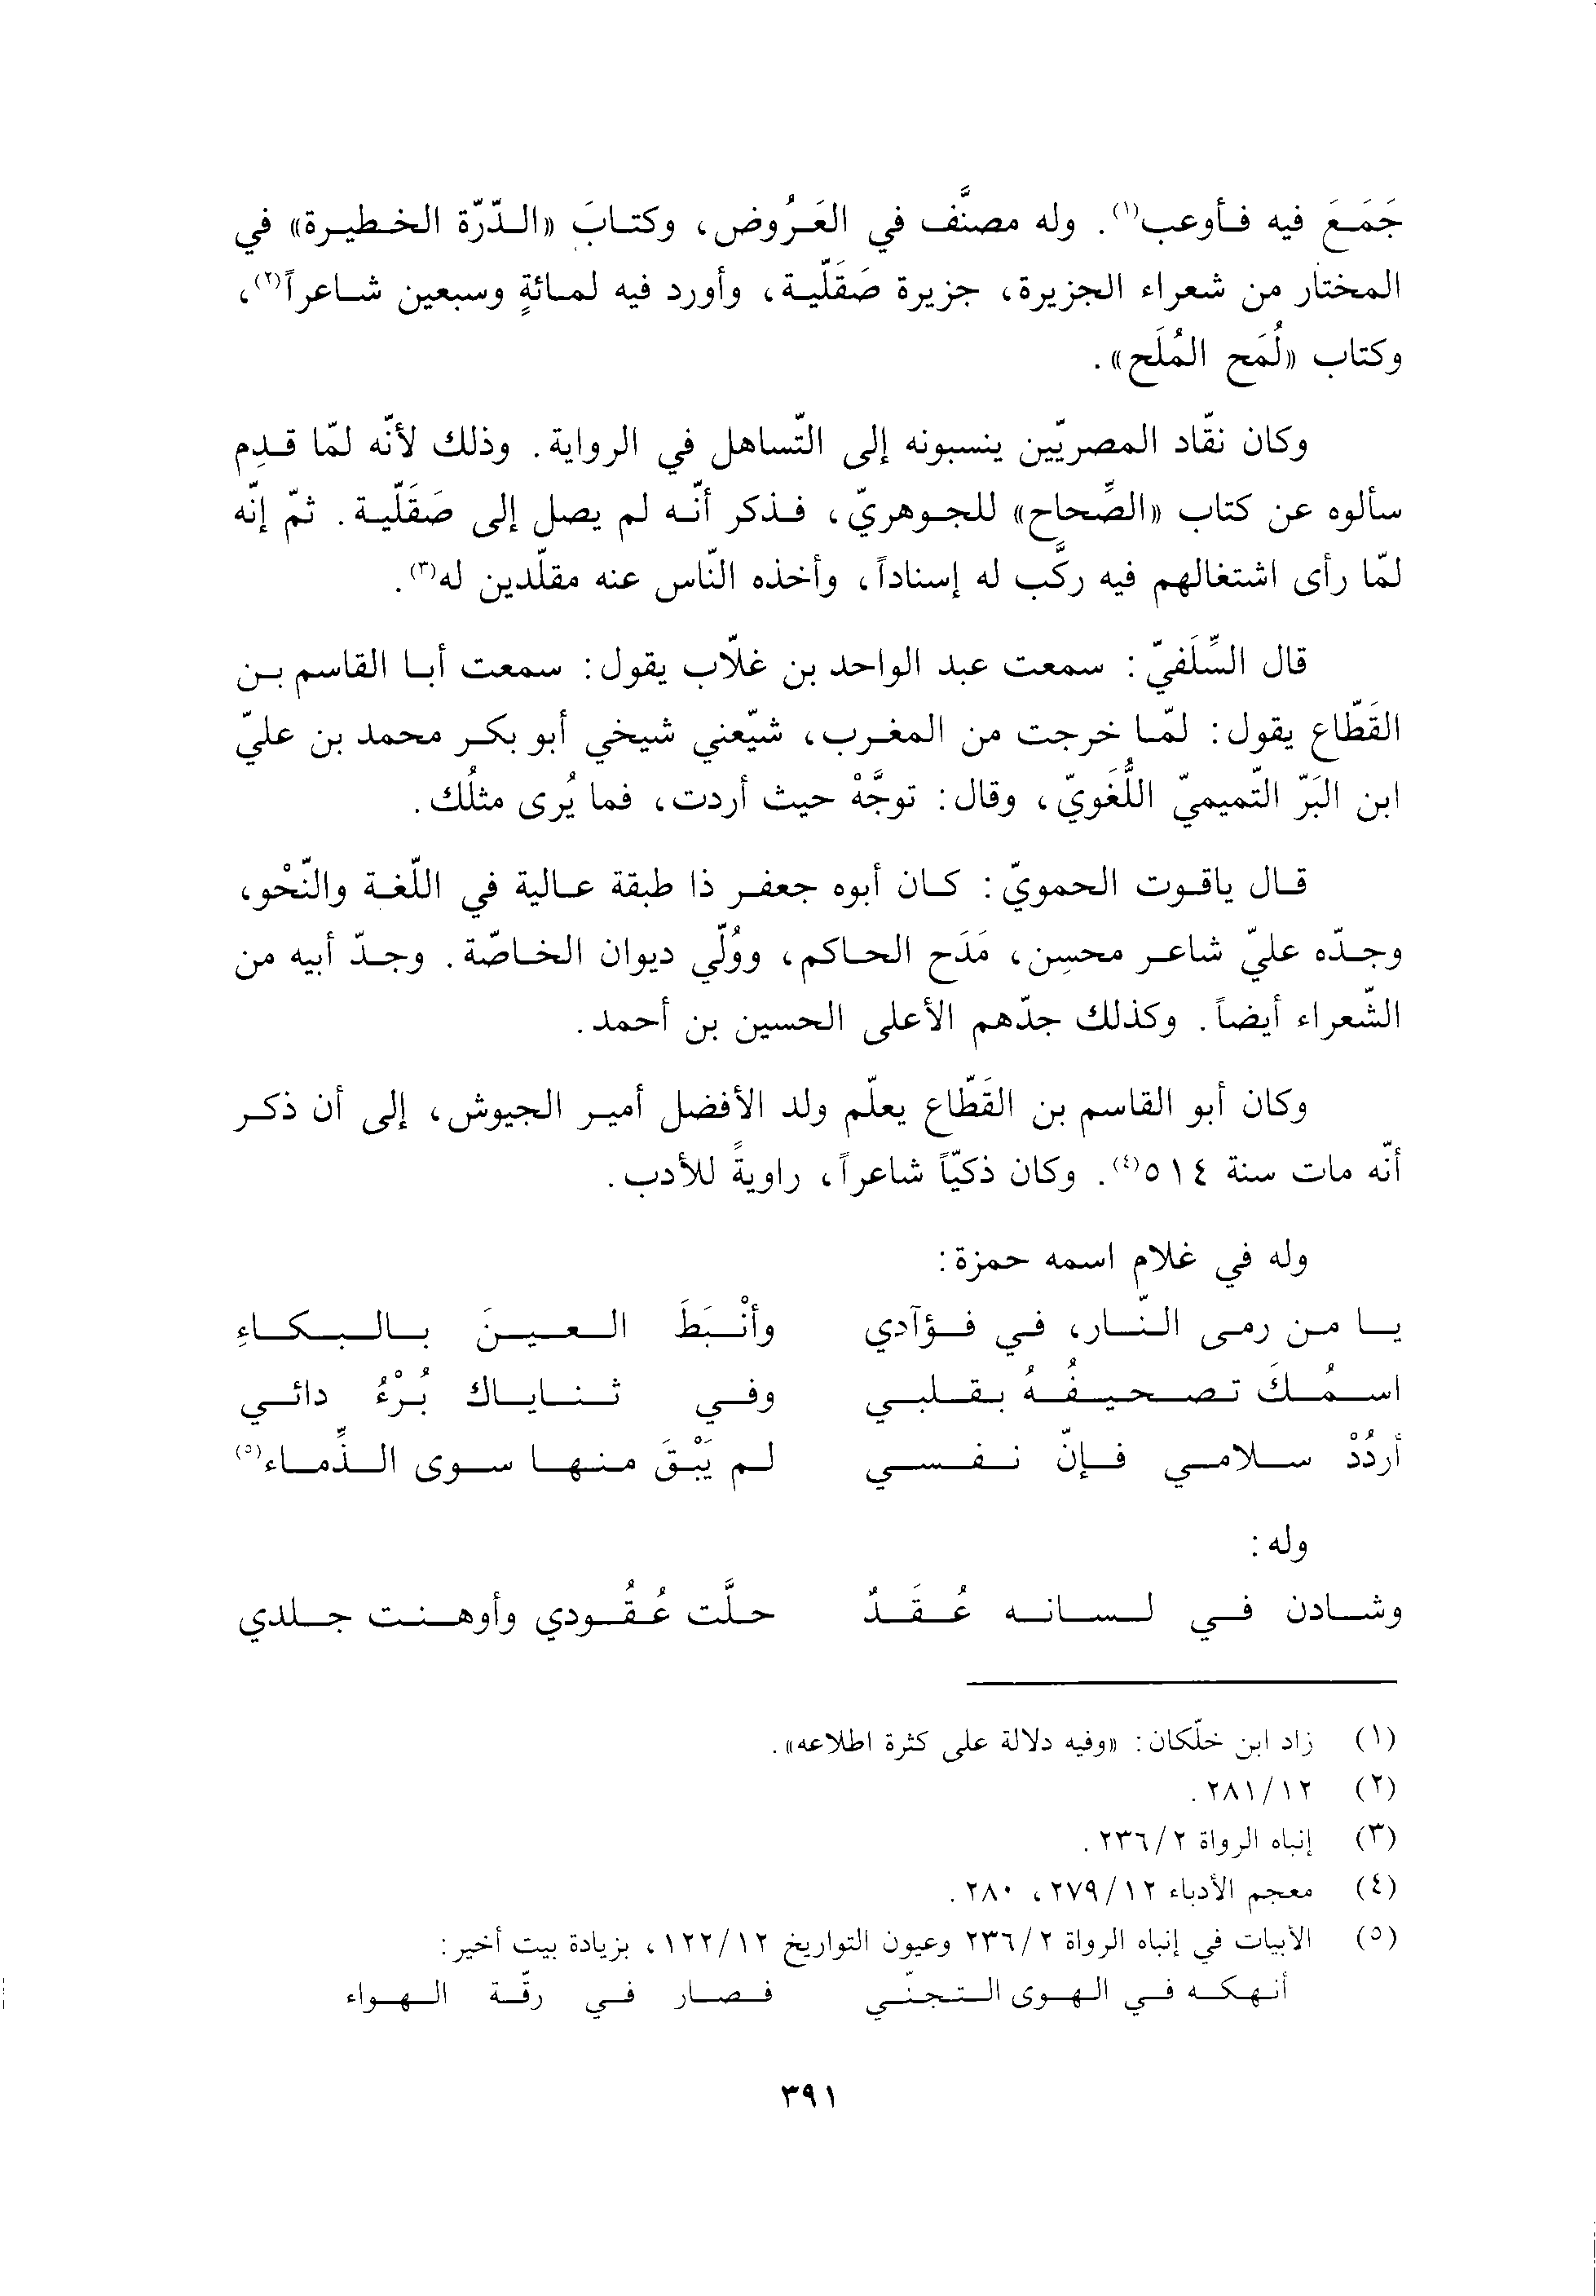 جَمَعَ فيه فأوعب(١). وله مصنَّف في العَرُوض، وكتابَ «الدّرّة الخطيرة» في
المختار من شعراء الجزيرة، جزيرة صَقَلّية، وأورد فيه لمائةٍ وسبعين شاعراً(٢)،
وكتاب «لُمَح المُلَح».
وكان نقّاد المصريّين ينسبونه إلى التّساهل في الرواية. وذلك لأنّه لمّا قدِم
سألوه عن كتاب «الصِّحاح» للجوهريّ، فذكر أنّه لم يصل إلى صَقَلّية. ثمّ إنّه
لمّا رأى اشتغالهم فيه ركَّب له إسناداً، وأخذه النّاس عنه مقلّدين له(٣).
قال السِّلَفيّ: سمعت عبد الواحد بن غلّاب يقول: سمعت أبا القاسم بن
القَطّاع يقول: لمّا خرجت من المغرب، شيّعني شيخي أبو بكر محمد بن عليّ
ابن البَرّ التّميميّ اللُّغَويّ، وقال: توجَّهْ حيث أردت، فما يُرى مثلُك.
قال ياقوت الحمويّ: كان أبوه جعفر ذا طبقة عالية في اللّغة والنّحْو،
وجدّه عليّ شاعر محسِن، مَدَح الحاكم، ووُلّي ديوان الخاصّة. وجدّ أبيه من
الشّعراء أيضاً. وكذلك جدّهم الأعلى الحسين بن أحمد.
وكان أبو القاسم بن القَطّاع يعلّم ولد الأفضل أمير الجيوش، إلى أن ذكر
أنّه مات سنة ٥١٤(٤). وكان ذكيّاً شاعراً، راويةً للأدب.
وله في غلام اسمه حمزة:
يا من رمى النّار، في فؤآدي وأنْبَطَ العينَ بالبكاءِ
اسمُكَ تصحيفُهُ بقلبي وفي ثناياك بُرْءُ دائي
أردُدْ سلامي فإنّ نفسي لم يَبْقَ منها سوى الذِّماء(٥)
وله:
وشادن في لسانه عُقَدٌ حلَّت عُقُودي وأوهنت جلدي
(١) زاد ابن خلّكان: «وفيه دلالة على كثرة اطلاعه».
(٢) ٢٨١/١٢.
(٣) إنباه الرواة ٢٣٦/٢.
(٤) معجم الأدباء ٢٧٩/١٢، ٢٨٠.
(٥) الأبيات في إنباه الرواة ٢٣٦/٢ وعيون التواريخ ١٢٢/١٢، بزيادة بيت أخير:
أنهكه في الهوى التجنّي فصار في رقّة الهواء
٣٩١